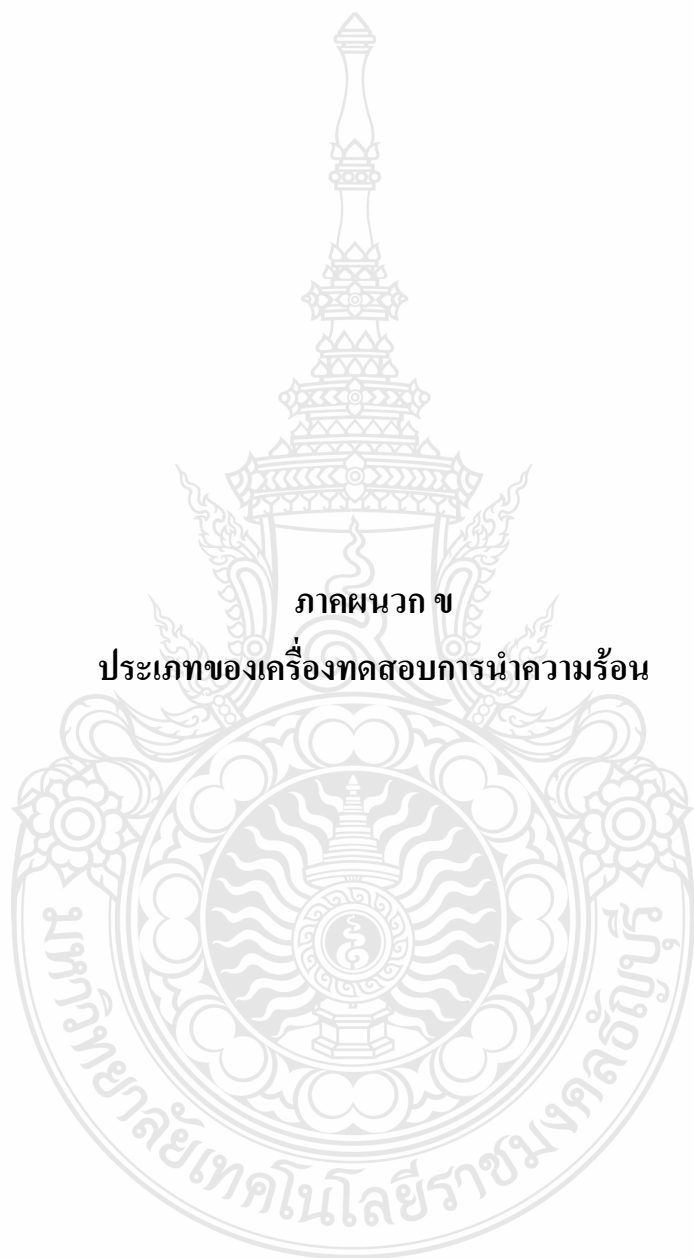 ภาคผนวก ข
ประเภทของเครื่องทดสอบการนำความร้อน
มหาวิทยาลัยเทคโนโลยีราชมงคลธัญบุรี